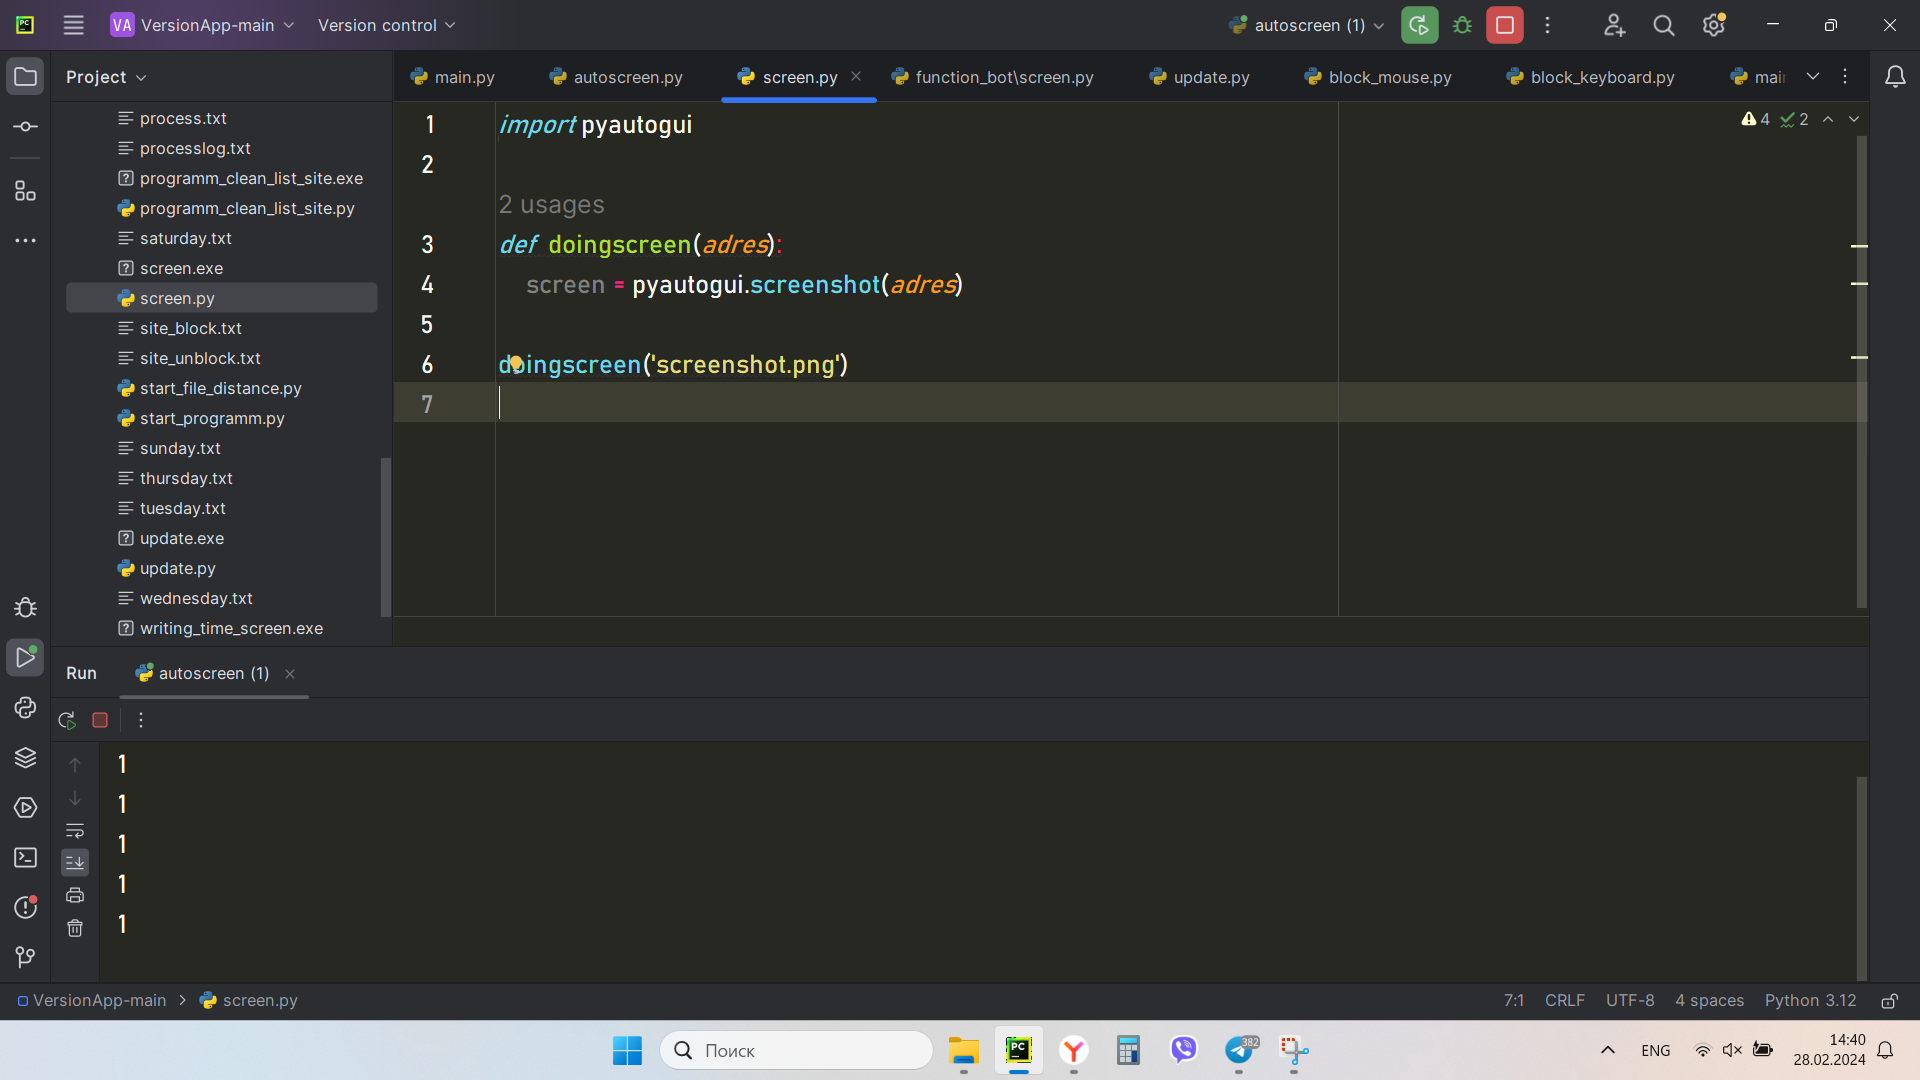 PC
VA VersionApp-main
Version control
autoscreen (1)
Project
main.py
autoscreen.py
screen.py
function_bot\screen.py
update.py
block_mouse.py
block_keyboard.py
process.txt
processlog.txt
programm_clean_list_site.exe
programm_clean_list_site.py
saturday.txt
screen.exe
screen.py
site_block.txt
site_unblock.txt
start_file_distance.py
start_programm.py
sunday.txt
thursday.txt
tuesday.txt
update.exe
update.py
wednesday.txt
writing_time_screen.exe
4 2
1 import pyautogui
2
2 usages
3 def doingscreen(adres):
4 screen = pyautogui.screenshot(adres)
5
6 doingscreen('screenshot.png')
7
Run
autoscreen (1)
1
1
1
1
1
VersionApp-main > screen.py
7:1 CRLF UTF-8 4 spaces Python 3.12
Поиск
PC
382
ENG
14:40
28.02.2024